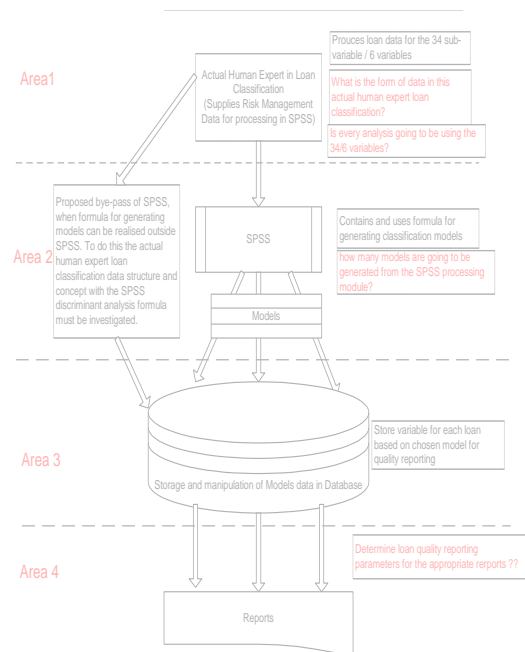 Area1
Actual Human Expert in Loan
Classification
(Supplies Risk Management
Data for processing in SPSS)
Prouces loan data for the 34 sub-
variable / 6 variables
What is the form of data in this
actual human expert loan
classification?
Is every analysis going to be using the
34/6 variables?
Area 2
Proposed bye-pass of SPSS,
when formula for generating
models can be realised outside
SPSS. To do this the actual
human expert loan
classification data structure and
concept with the SPSS
discriminant analysis formula
must be investigated.
SPSS
Contains and uses formula for
generating classification models
how many models are going to be
generated from the SPSS processing
module?
Models
Area 3
Storage and manipulation of Models data in Database
Store variable for each loan
based on chosen model for
quality reporting
Area 4
Determine loan quality reporting
parameters for the appropriate rerports ??
Reports